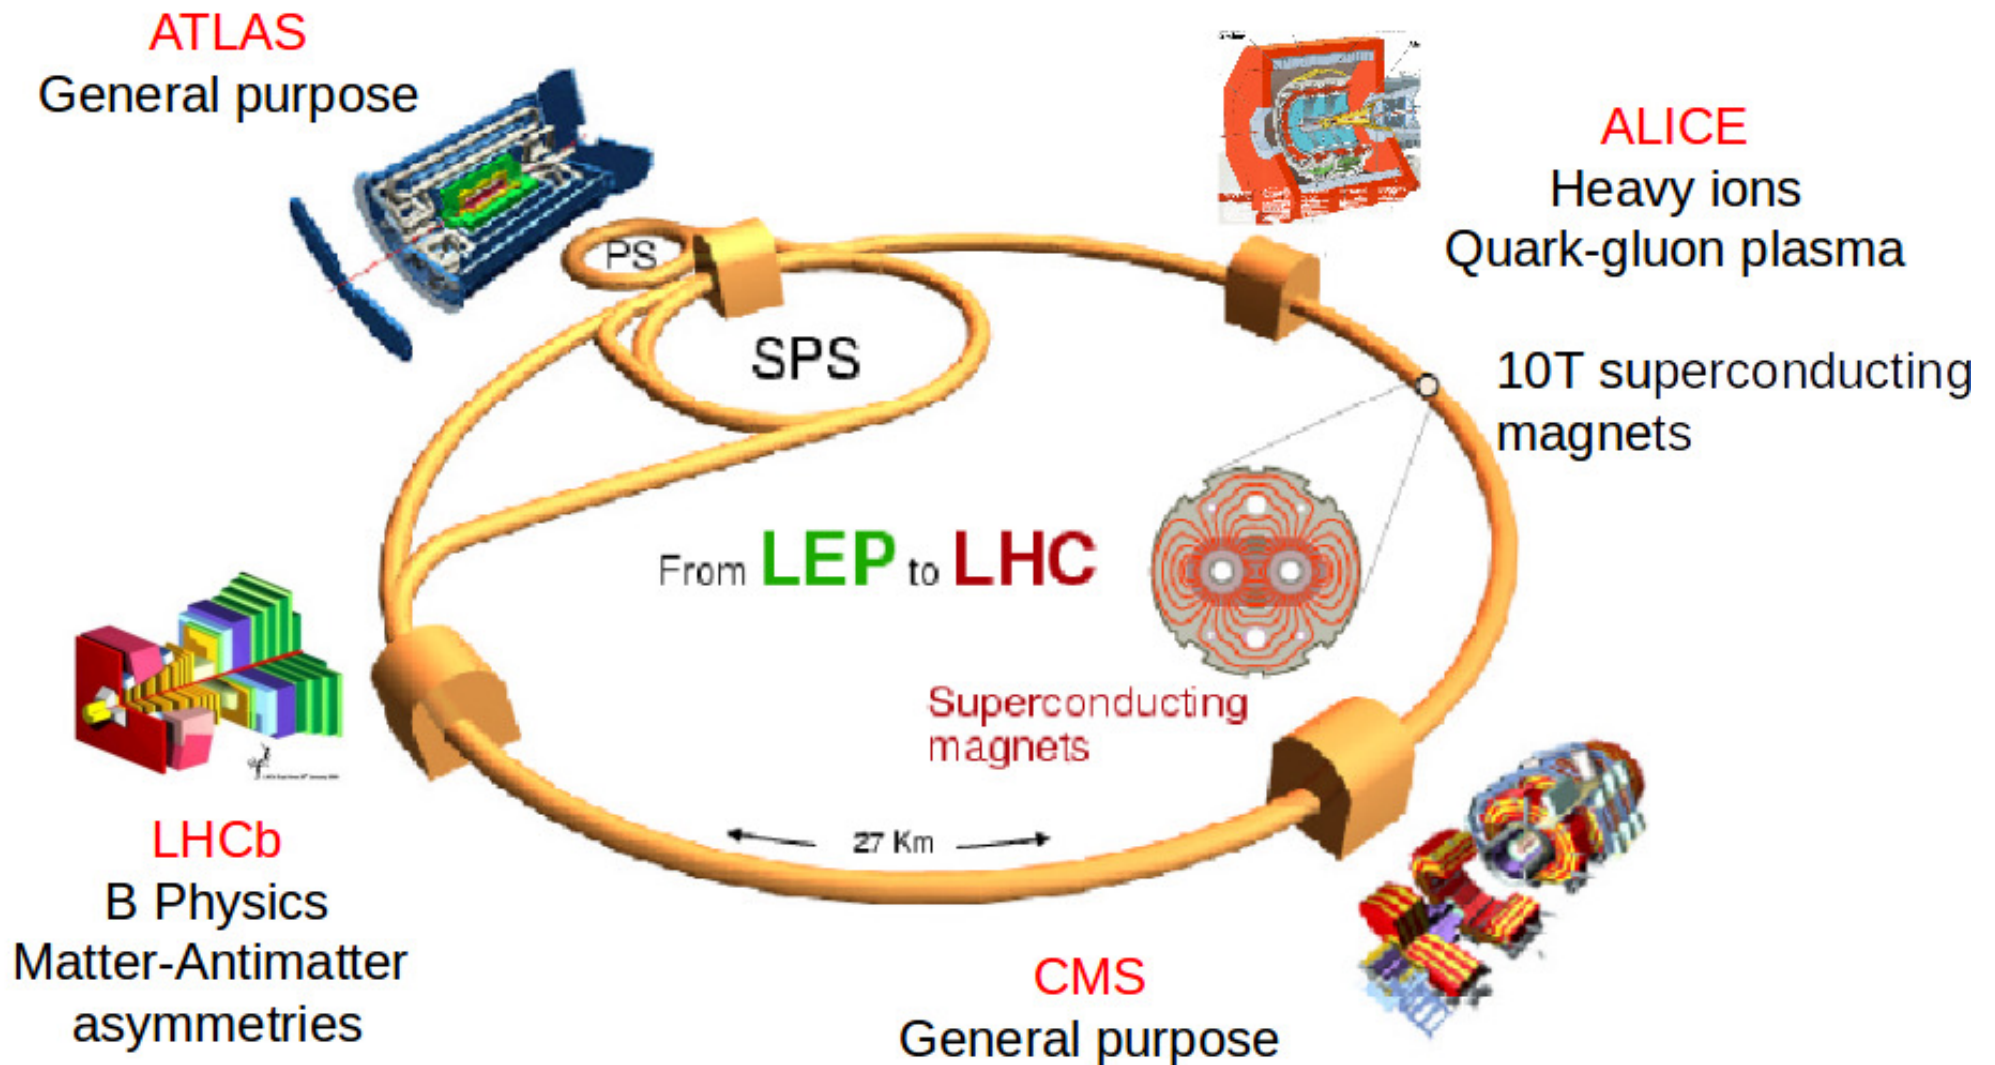 ATLAS
General purpose
ALICE
Heavy ions
Quark-gluon plasma
PS
SPS
10T superconducting
magnets
From LEP to LHC
Superconducting
magnets
27 Km
LHCb
B Physics
Matter-Antimatter
asymmetries
CMS
General purpose